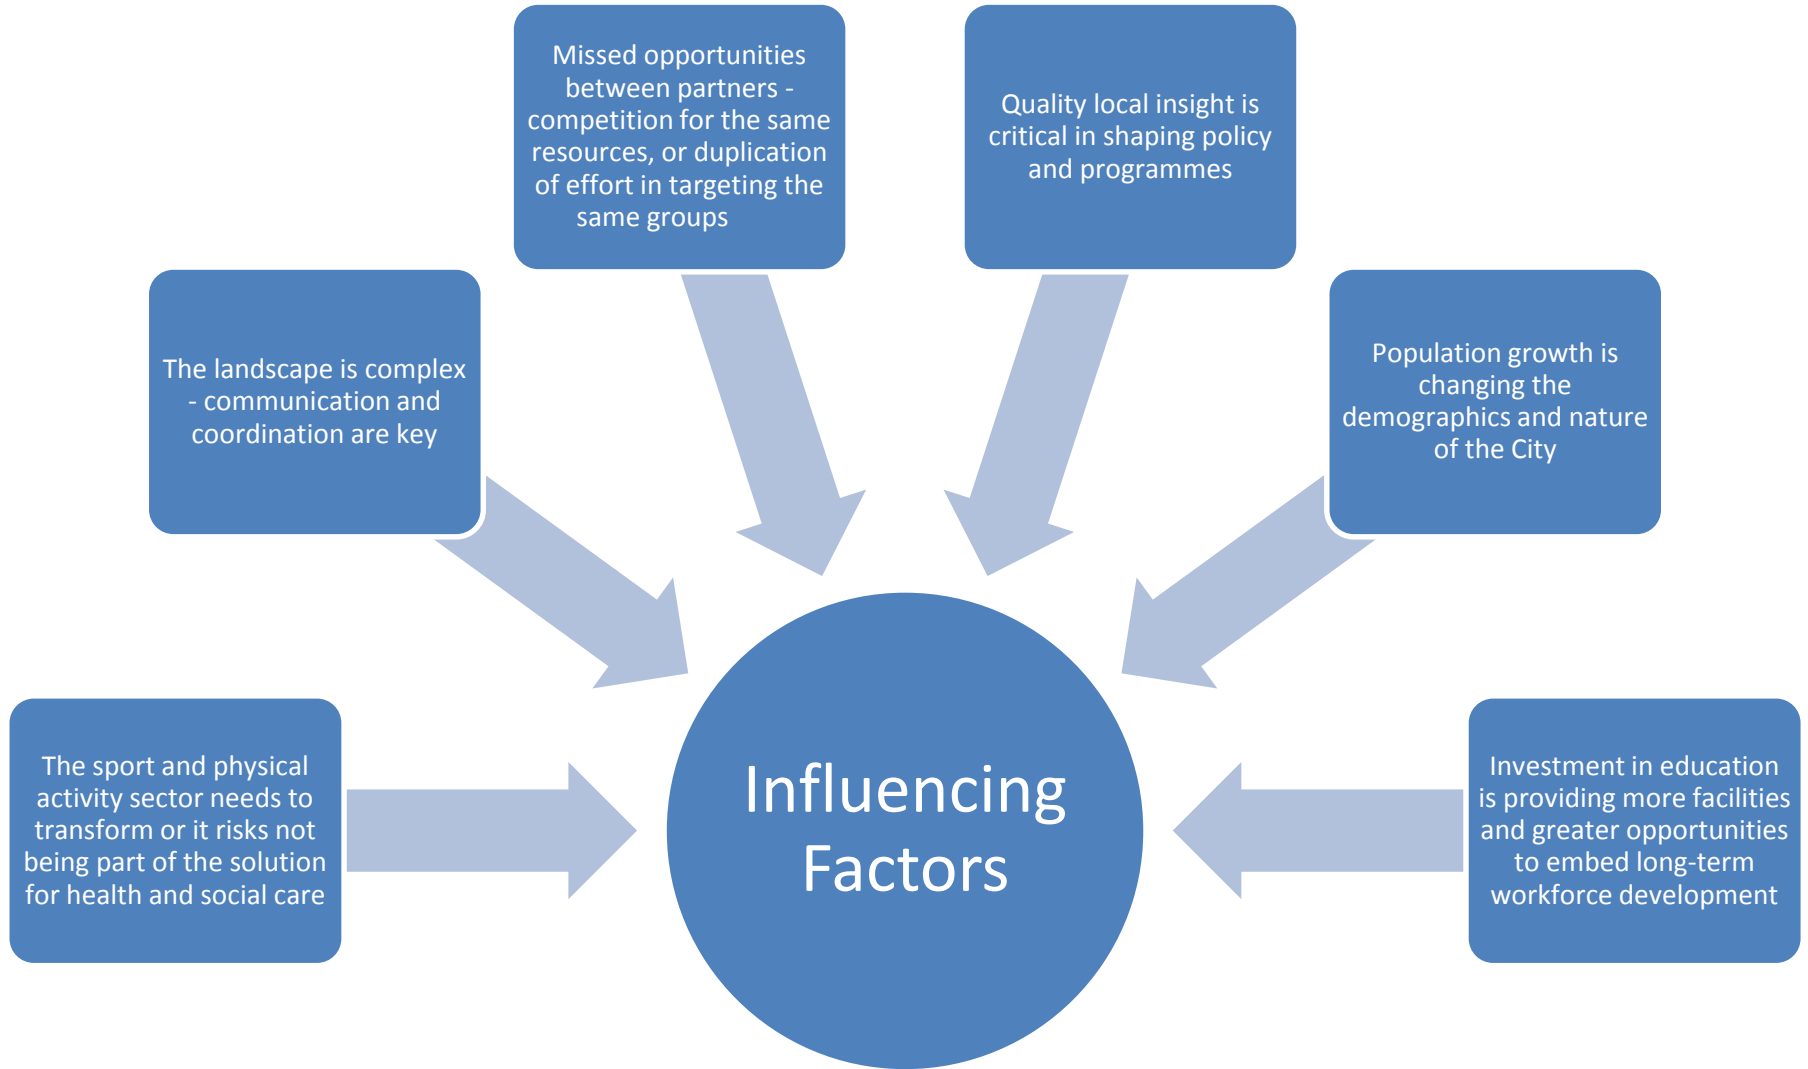 Missed opportunities
between partners -
competition for the same
resources, or duplication
of effort in targeting the
same groups
Quality local insight is
critical in shaping policy
and programmes
The landscape is complex
- communication and
coordination are key
Population growth is
changing the
demographics and nature
of the City
The sport and physical
activity sector needs to
transform or it risks not
being part of the solution
for health and social care
Influencing
Factors
Investment in education
is providing more facilities
and greater opportunities
to embed long-term
workforce development